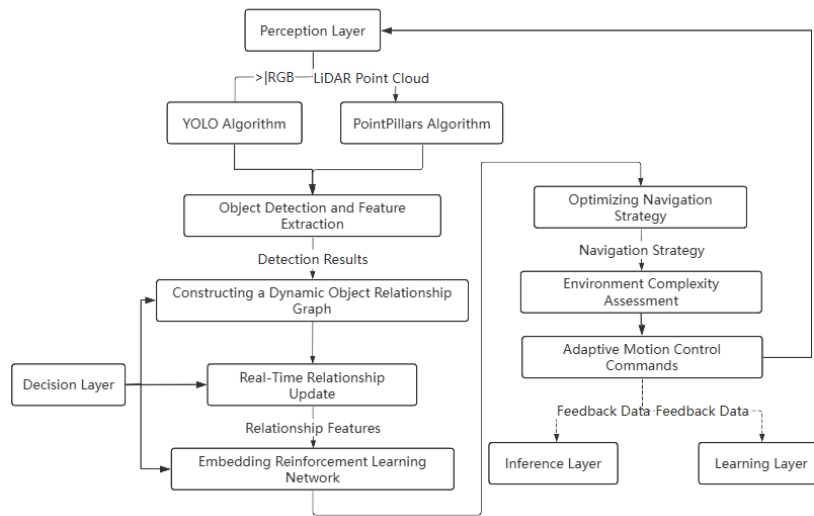 Perception Layer
>|RGB
LiDAR Point Cloud
YOLO Algorithm
PointPillars Algorithm
Object Detection and Feature
Extraction
Detection Results
Constructing a Dynamic Object Relationship
Graph
Decision Layer
Real-Time Relationship
Update
Relationship Features
Embedding Reinforcement Learning
Network
Optimizing Navigation
Strategy
Navigation Strategy
Environment Complexity
Assessment
Adaptive Motion Control
Commands
Feedback Data
Feedback Data
Inference Layer
Learning Layer